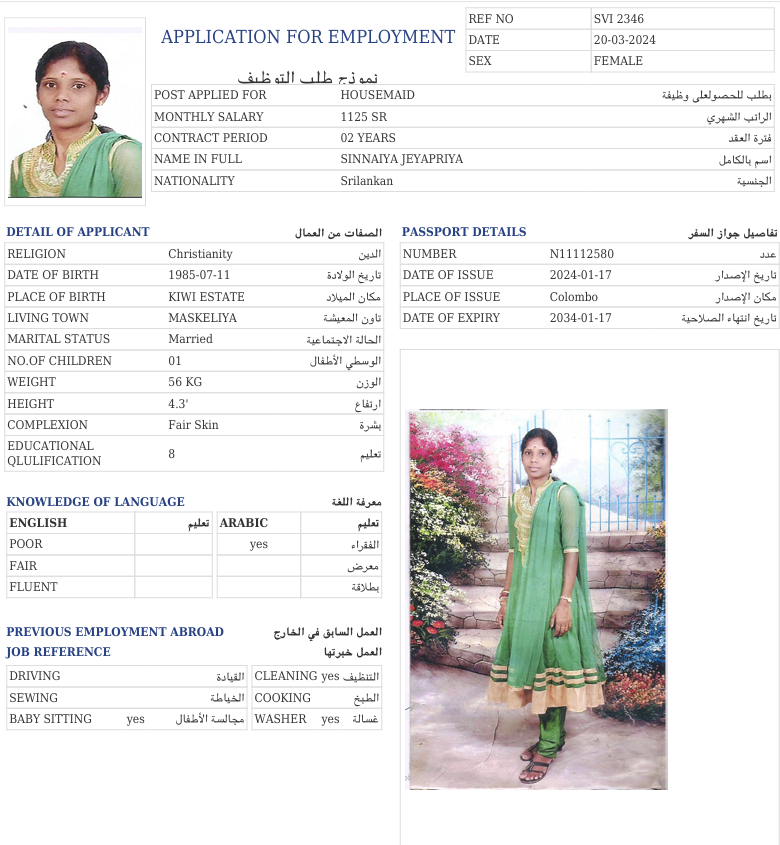 APPLICATION FOR EMPLOYMENT
نموذج طلب التوظيف
REF NO SVI 2346
DATE 20-03-2024
SEX FEMALE
POST APPLIED FOR HOUSEMAID بطلب للحصولعلى وظيفة
MONTHLY SALARY 1125 SR الراتب الشهري
CONTRACT PERIOD 02 YEARS فترة العقد
NAME IN FULL SINNAIYA JEYAPRIYA اسم بالكامل
NATIONALITY Srilankan الجنسية
DETAIL OF APPLICANT الصفات من العمال
RELIGION Christianity الدين
DATE OF BIRTH 1985-07-11 تاريخ الولادة
PLACE OF BIRTH KIWI ESTATE مكان الميلاد
LIVING TOWN MASKELIYA تاون المعيشة
MARITAL STATUS Married الحالة الاجتماعية
NO.OF CHILDREN 01 الوسطي الأطفال
WEIGHT 56 KG الوزن
HEIGHT 4.3' ارتفاع
COMPLEXION Fair Skin بشرة
EDUCATIONAL
QLULIFICATION 8 تعليم
PASSPORT DETAILS تفاصيل جواز السفر
NUMBER N11112580 عدد
DATE OF ISSUE 2024-01-17 تاريخ الإصدار
PLACE OF ISSUE Colombo مكان الإصدار
DATE OF EXPIRY 2034-01-17 تاريخ انتهاء الصلاحية
KNOWLEDGE OF LANGUAGE معرفة اللغة
ENGLISH تعليم ARABIC تعليم
POOR yes الفقراء
FAIR معرض
FLUENT بطلاقة
PREVIOUS EMPLOYMENT ABROAD العمل السابق في الخارج
JOB REFERENCE العمل خبرتها
DRIVING القيادة CLEANING yes التنظيف
SEWING الخياطة COOKING الطبخ
BABY SITTING yes مجالسة الأطفال WASHER yes غسالة